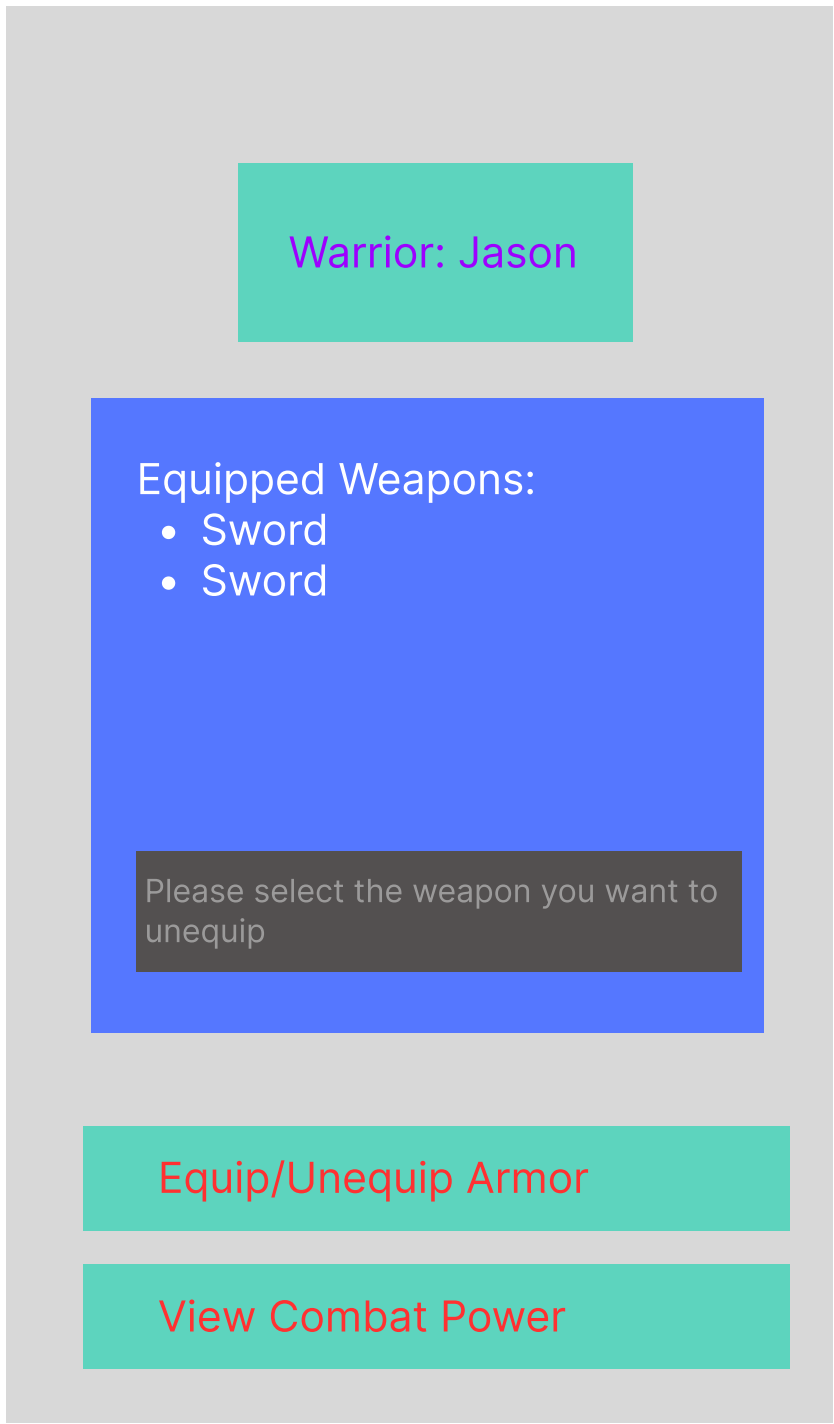 Warrior: Jason
Equipped Weapons:
• Sword
• Sword
Please select the weapon you want to
unequip
Equip/Unequip Armor
View Combat Power